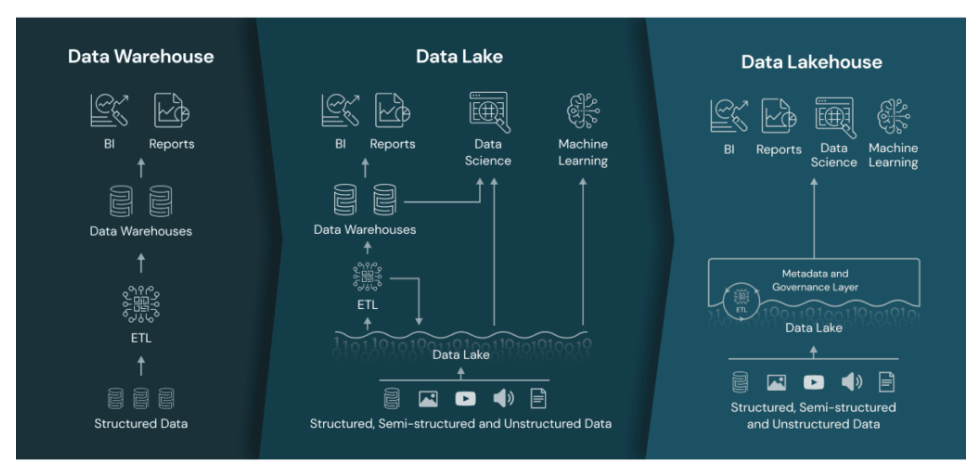 Data Warehouse
BI
Reports
Data Warehouses
ETL
Structured Data
Data Lake
BI
Reports
Data
Science
Machine
Learning
Data Warehouses
ETL
Data Lake
Structured, Semi-structured and Unstructured Data
Data Lakehouse
BI
Reports
Data
Science
Machine
Learning
Metadata and
Governance Layer
ETL
Data Lake
Structured, Semi-structured
and Unstructured Data